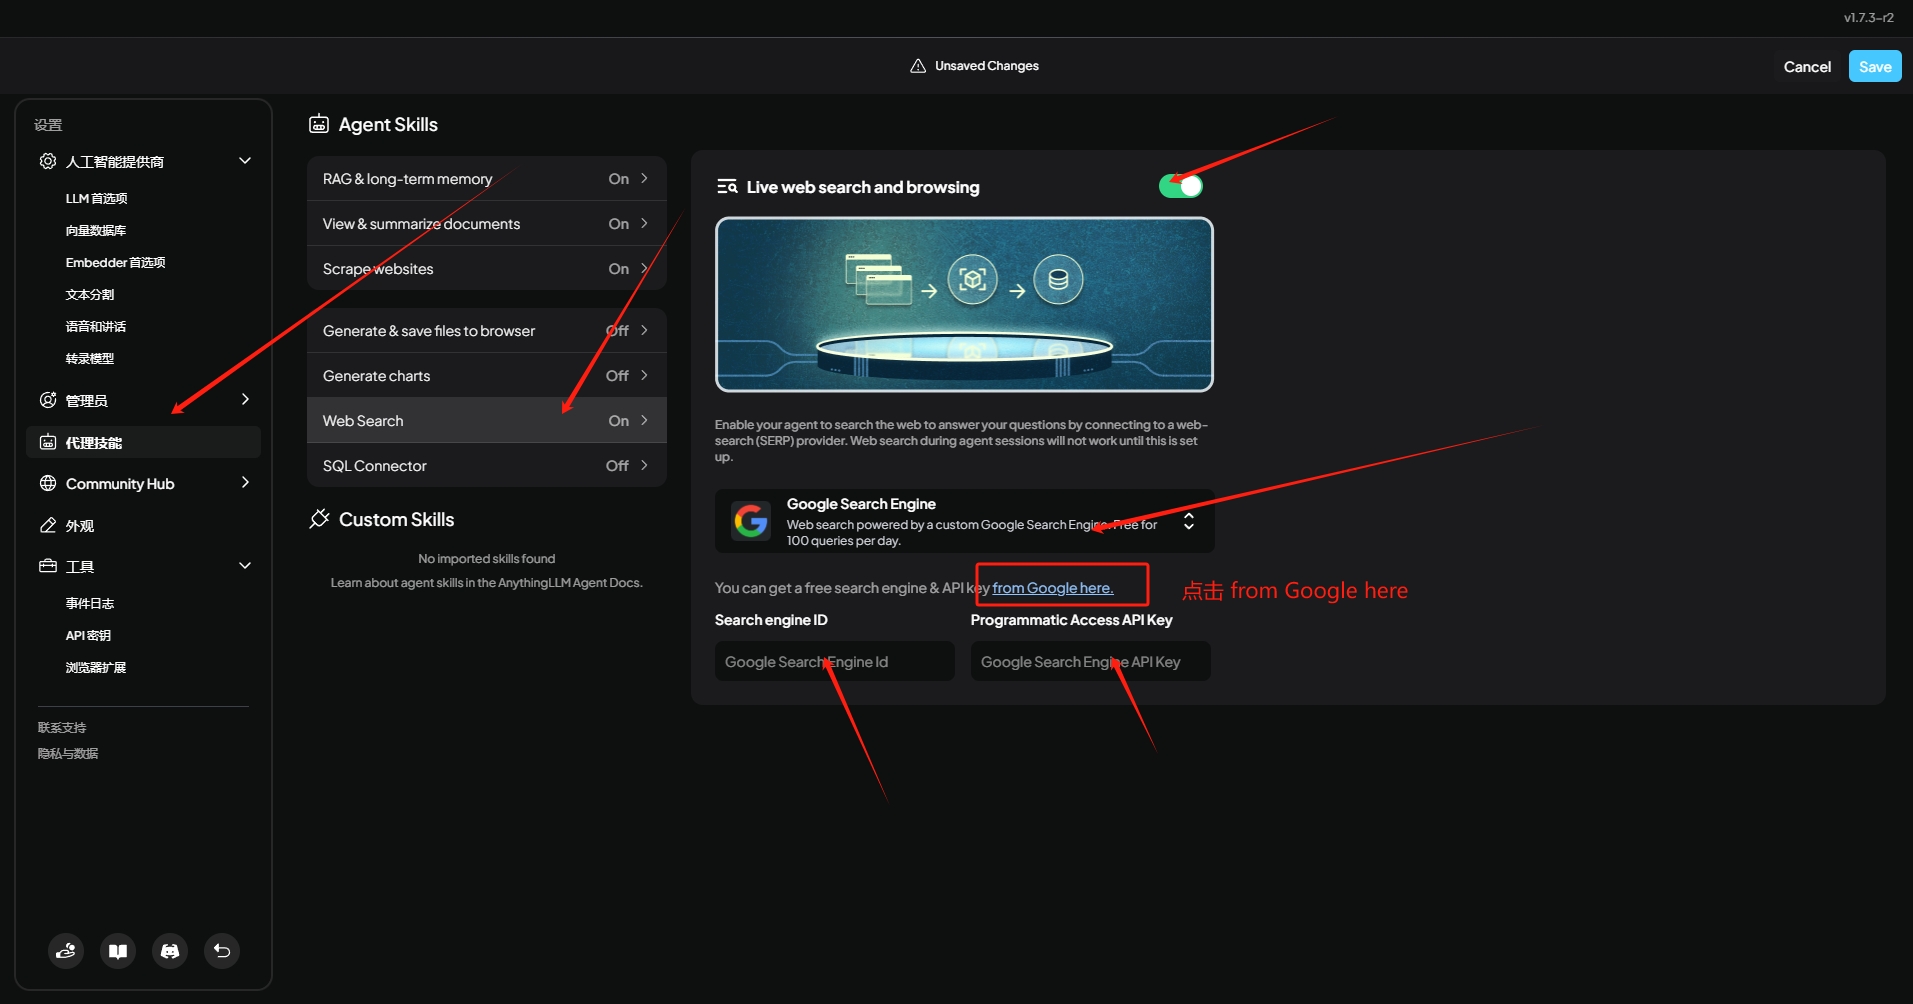 v1.7.3-r2
Unsaved Changes
Cancel
Save
设置
人工智能提供商
LLM 首选项
向量数据库
Embedder 首选项
文本分割
语音和讲话
转录模型
管理员
代理技能
Community Hub
外观
工具
事件日志
API 密钥
浏览器扩展
联系支持
隐私与数据
Agent Skills
RAG & long-term memory On
View & summarize documents On
Scrape websites On
Generate & save files to browser Off
Generate charts Off
Web Search On
SQL Connector Off
Custom Skills
No imported skills found
Learn about agent skills in the AnythingLLM Agent Docs.
Live web search and browsing
Enable your agent to search the web to answer your questions by connecting to a web-
search (SERP) provider. Web search during agent sessions will not work until this is set
up.
Google Search Engine
Web search powered by a custom Google Search Engine. Free for
100 queries per day.
You can get a free search engine & API key from Google here.
点击 from Google here
Search engine ID
Programmatic Access API Key
Google Search Engine Id
Google Search Engine API Key